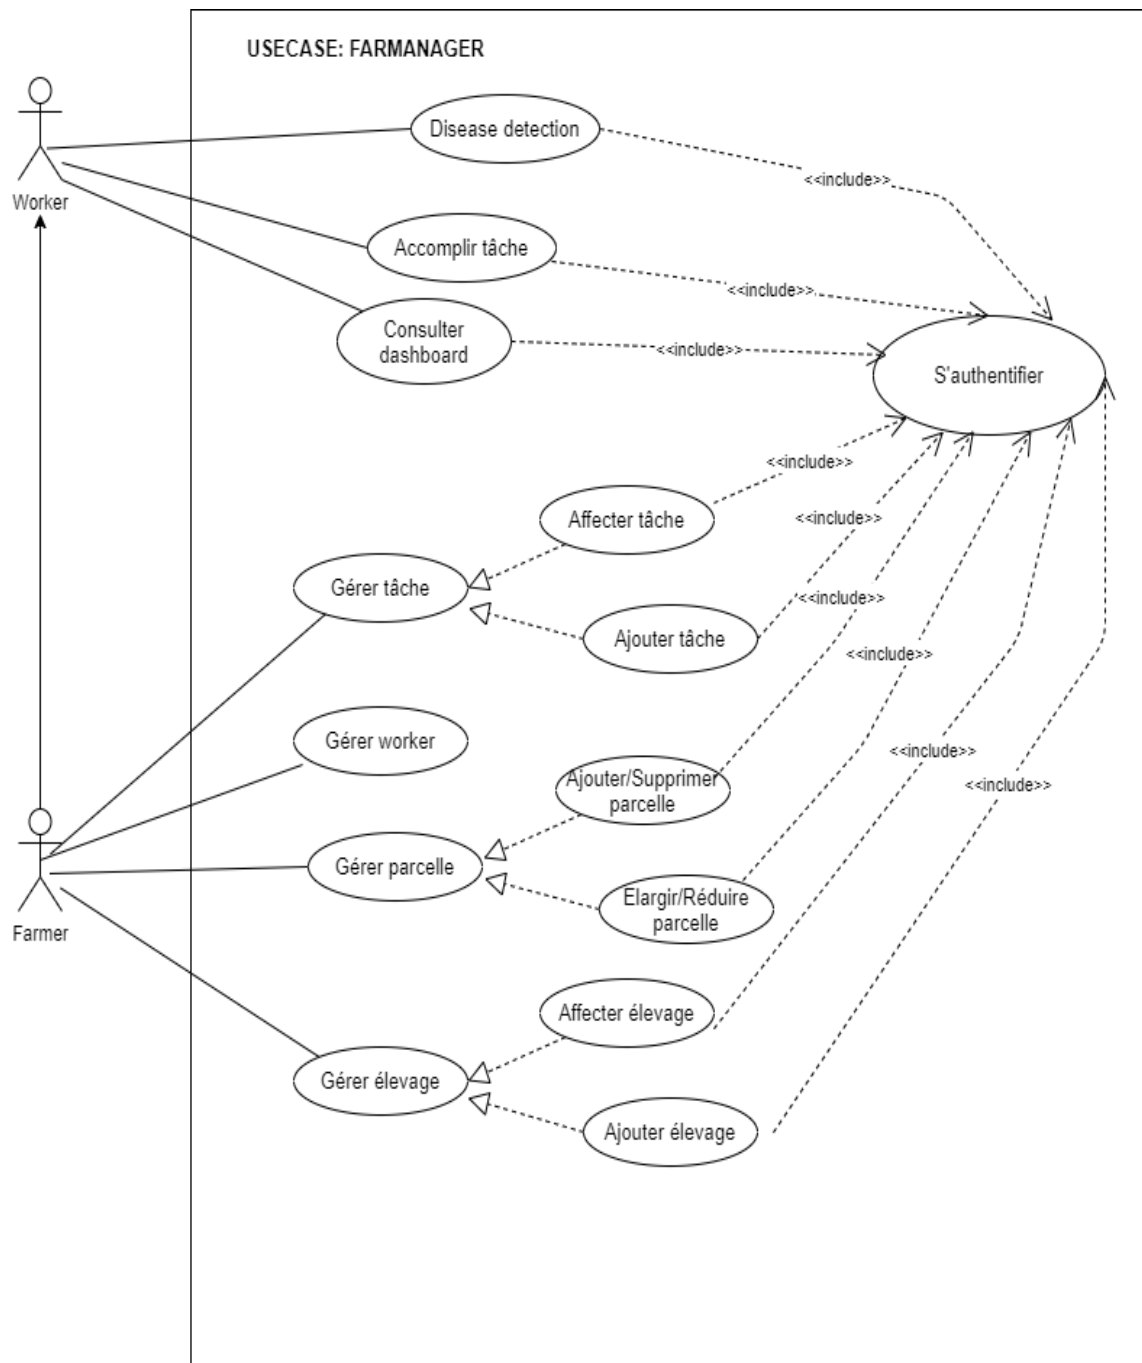 USECASE: FARMANAGER
Disease detection
<<include>>
Worker
Accomplir tâche
<<include>>
Consulter
dashboard
<<include>>
S'authentifier
<<include>>
Affecter tâche
<<include>>
Gérer tâche
<<include>>
Ajouter tâche
<<include>>
Gérer worker
<<include>>
Ajouter/Supprimer
parcelle
<<include>>
Gérer parcelle
Elargir/Réduire
parcelle
Farmer
Affecter élevage
Gérer élevage
Ajouter élevage